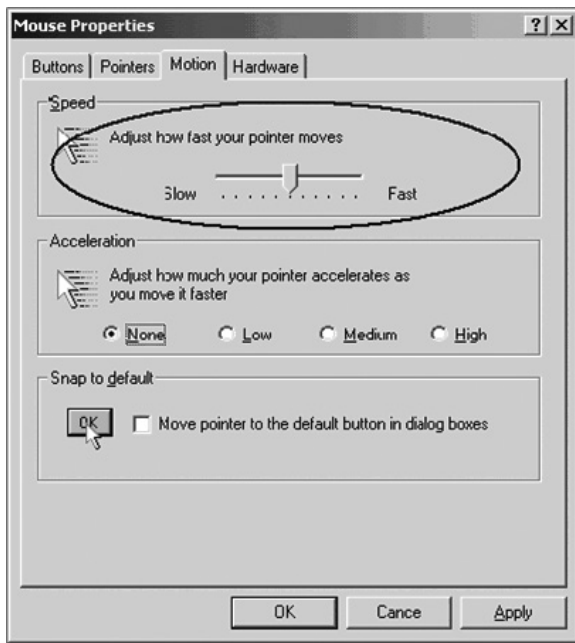 Mouse Properties
Buttons Pointers Motion Hardware
Speed
Adjust how fast your pointer moves
Slow Fast
Acceleration
Adjust how much your pointer accelerates as
you move it faster
None Low Medium High
Snap to default
OK Move pointer to the default button in dialog boxes
OK Cance Apply